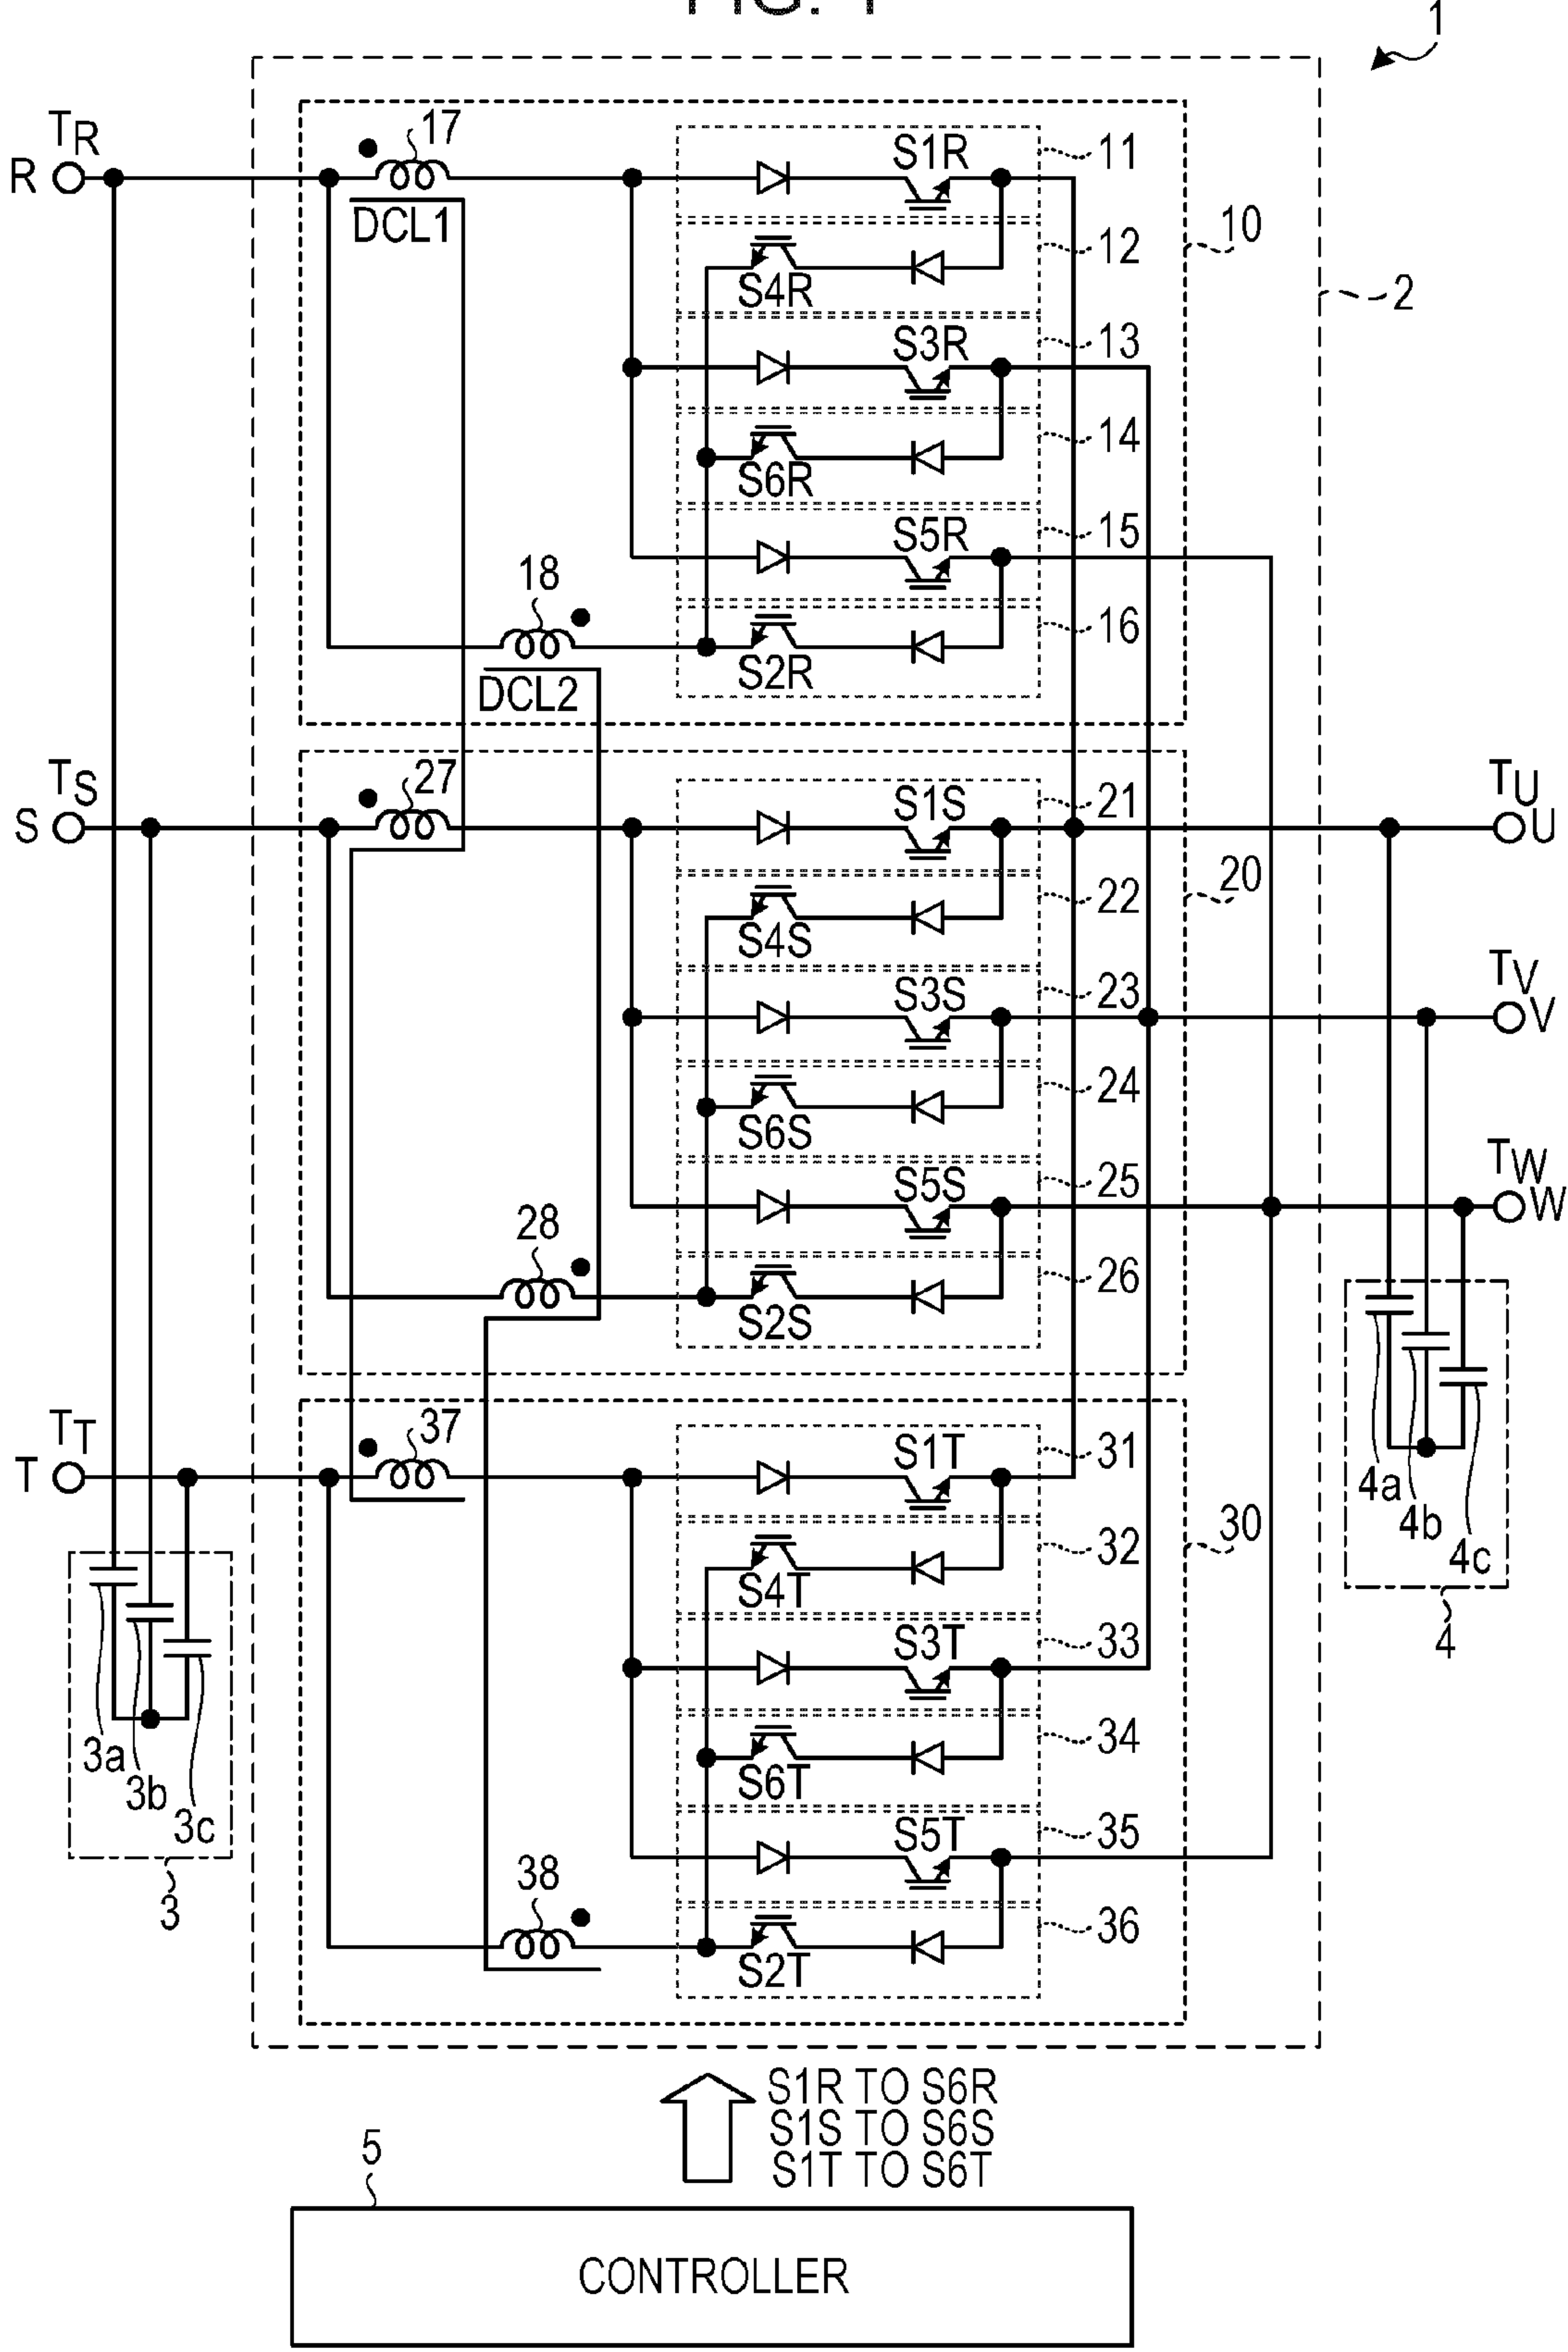 FIG. 1
1
TR
R
17
DCL1
S1R
11
S4R
12
10
2
S3R
13
S6R
14
S5R
15
18
DCL2
S2R
16
TS
S
27
S1S
21
TU
U
S4S
22
20
S3S
23
TV
V
S6S
24
S5S
25
TW
W
28
S2S
26
TT
T
37
S1T
31
4a
4b
4c
4
S4T
32
30
S3T
33
3a
3b
3c
3
S6T
34
S5T
35
38
S2T
36
S1R TO S6R
S1S TO S6S
S1T TO S6T
5
CONTROLLER